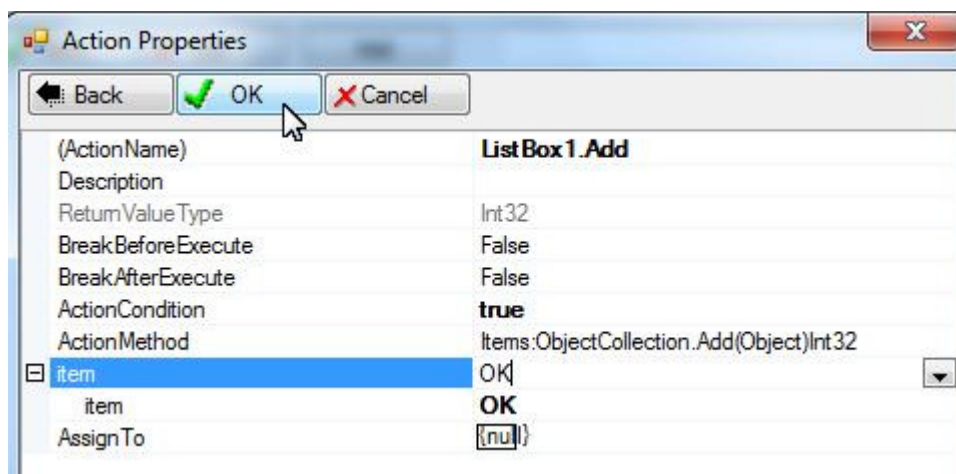 Action Properties
Back OK Cancel
(ActionName) ListBox1.Add
Description
ReturnValueType Int32
BreakBeforeExecute False
BreakAfterExecute False
ActionCondition true
ActionMethod Items:ObjectCollection.Add(Object)Int32
item OK
item OK
AssignTo {null}